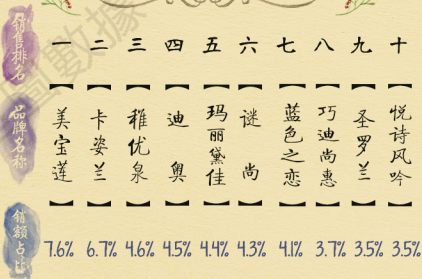 销售排名 一 二 三 四 五 六 七 八 九 十
品牌名称 美宝莲 卡姿兰 稚优泉 迪奥 玛丽黛佳 谜尚 蓝色之恋 巧迪尚惠 圣罗兰 悦诗风吟
销额占比 7.6% 6.7% 4.6% 4.5% 4.4% 4.3% 4.1% 3.7% 3.5% 3.5%
數據